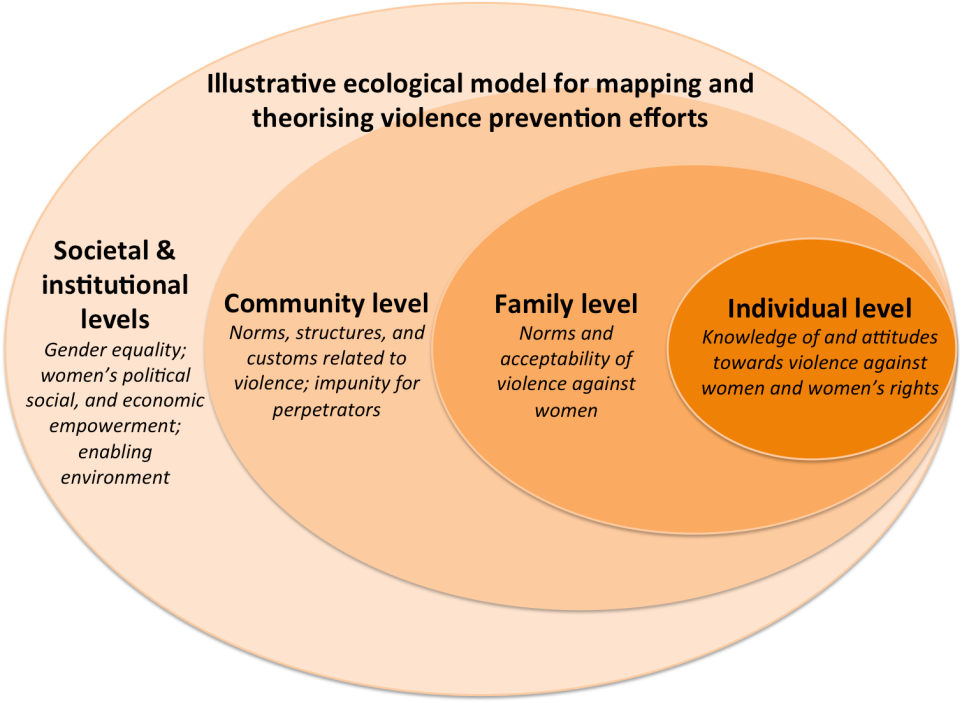 Illustrative ecological model for mapping and
theorising violence prevention efforts
Societal &
institutional
levels
Gender equality;
women's political
social, and economic
empowerment;
enabling
environment
Community level
Norms, structures, and
customs related to
violence; impunity for
perpetrators
Family level
Norms and
acceptability of
violence against
women
Individual level
Knowledge of and attitudes
towards violence against
women and women's rights